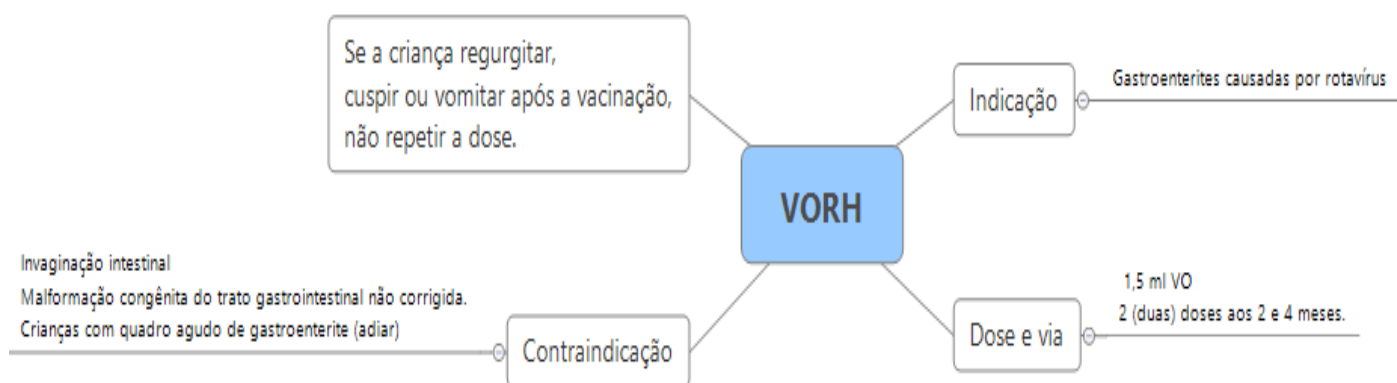 Se a criança regurgitar,
cuspir ou vomitar após a vacinação,
não repetir a dose.
Indicação
Gastroenterites causadas por rotavírus
VORH
Invaginação intestinal
Malformação congênita do trato gastrointestinal não corrigida.
Crianças com quadro agudo de gastroenterite (adiar)
Contraindicação
Dose e via
1,5 ml VO
2 (duas) doses aos 2 e 4 meses.